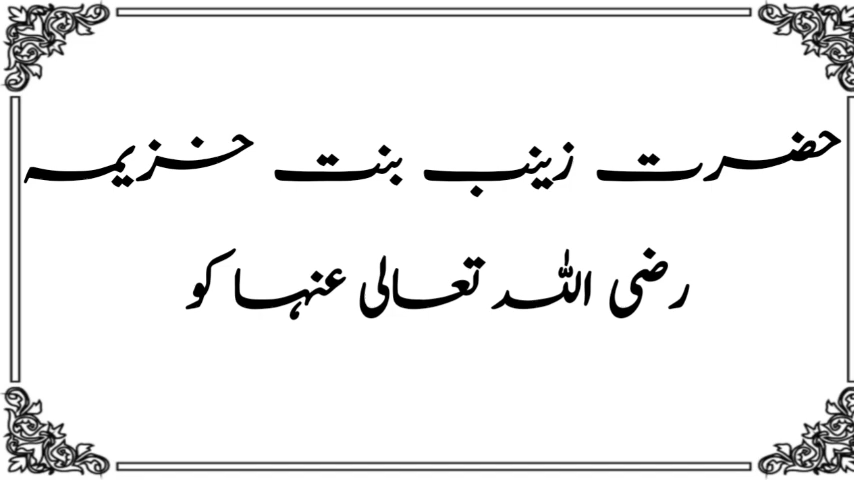 حضرت زینب بنت خزیمہ
رضی اللہ تعالی عنہا کو